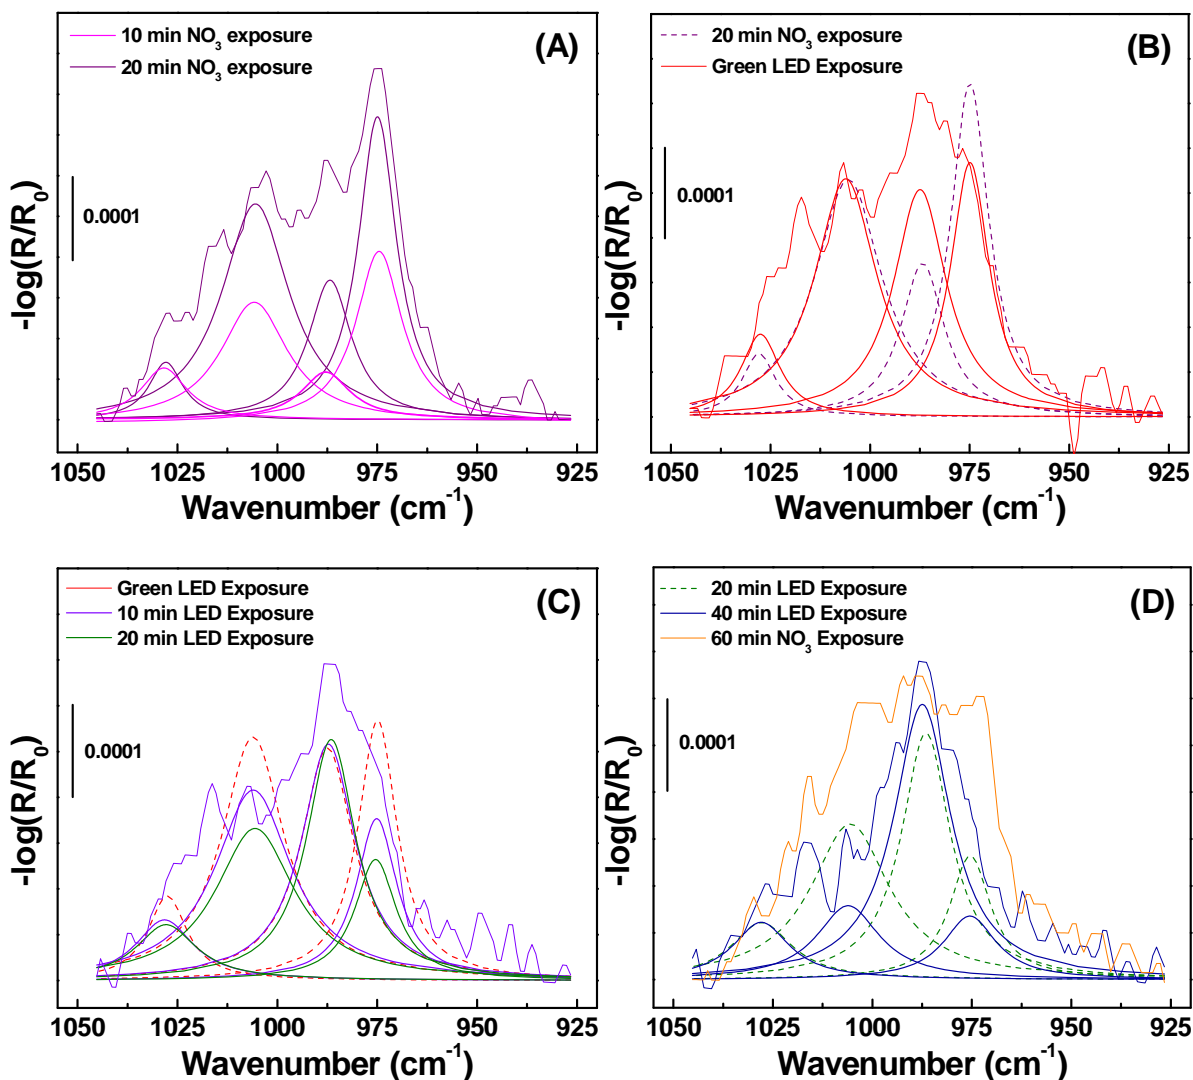 10 min NO3 exposure
20 min NO3 exposure
(A)
0.0001
-log(R/R0)
1050 1025 1000 975 950 925
Wavenumber (cm-1)
20 min NO3 exposure
Green LED Exposure
(B)
0.0001
-log(R/R0)
1050 1025 1000 975 950 925
Wavenumber (cm-1)
Green LED Exposure
10 min LED Exposure
20 min LED Exposure
(C)
0.0001
-log(R/R0)
1050 1025 1000 975 950 925
Wavenumber (cm-1)
20 min LED Exposure
40 min LED Exposure
60 min NO3 Exposure
(D)
0.0001
-log(R/R0)
1050 1025 1000 975 950 925
Wavenumber (cm-1)